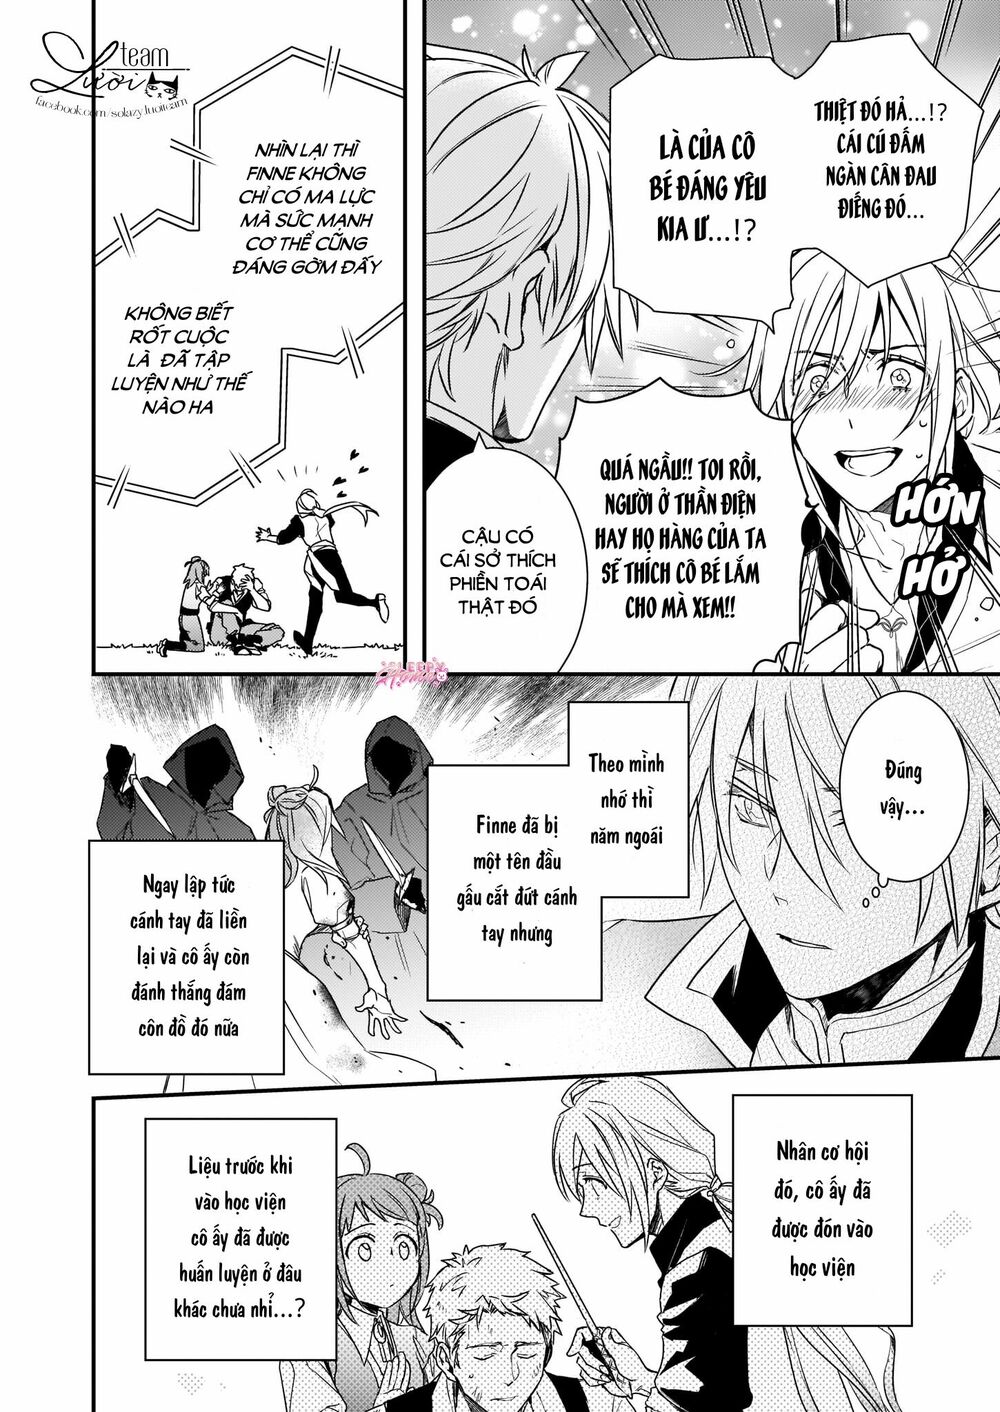 team
Lười
facebook.com/solazy.luoiteam
THIỆT ĐÓ HẢ...!?
CÁI CÚ ĐẤM
NGÀN CÂN ĐAU
ĐIẾNG ĐÓ...
LÀ CỦA CÔ
BÉ ĐÁNG YÊU
KIA Ư...!?
QUÁ NGẦU!! TOI RỒI,
NGƯỜI Ở THẦN ĐIỆN
HAY HỌ HÀNG CỦA TA
SẼ THÍCH CÔ BÉ LẮM
CHO MÀ XEM!!
HỚN
HỞ
CẬU CÓ
CÁI SỞ THÍCH
PHIỀN TOÁI
THẬT ĐÓ
NHÌN LẠI THÌ
FINNE KHÔNG
CHỈ CÓ MA LỰC
MÀ SỨC MẠNH
CƠ THỂ CŨNG
ĐÁNG GỜM ĐẤY
KHÔNG BIẾT
RỐT CUỘC
LÀ ĐÃ TẬP
LUYỆN NHƯ THẾ
NÀO HA
SLEEPY
Home
Đúng
vậy...
Theo mình
nhớ thì
năm ngoái
Finne đã bị
một tên đầu
gấu cắt đứt cánh
tay nhưng
Ngay lập tức
cánh tay đã liền
lại và cô ấy còn
đánh thắng đám
côn đồ đó nữa
Nhân cơ hội
đó, cô ấy đã
được đón vào
học viện
Liệu trước khi
vào học viện
cô ấy đã được
huấn luyện ở đâu
khác chưa nhỉ...?